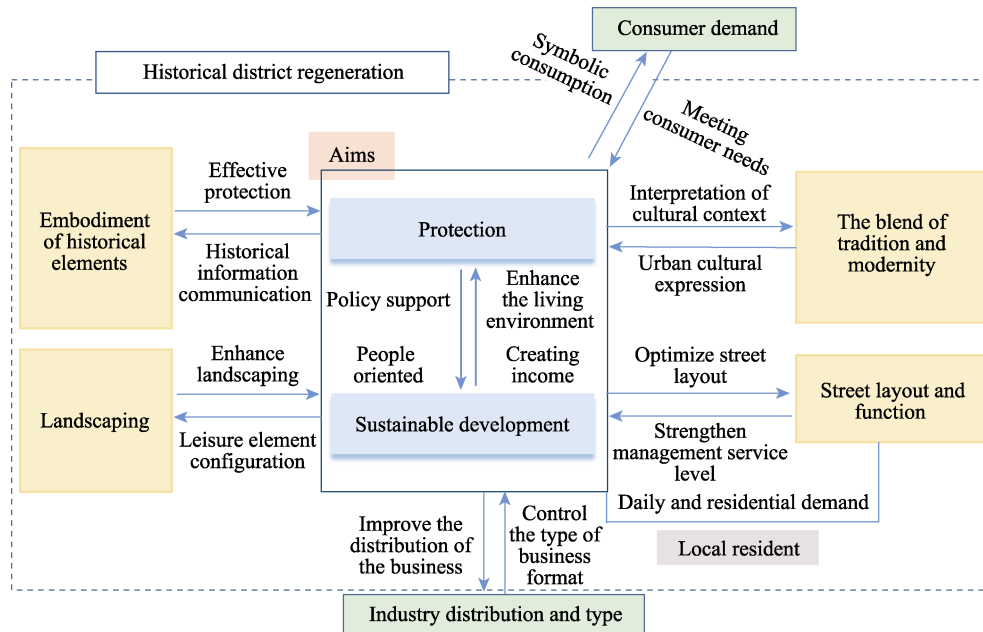 Consumer demand
Historical district regeneration
Symbolic
consumption
Meeting
consumer needs
Aims
Effective
protection
Embodiment
of historical
elements
Historical
information
communication
Protection
Interpretation of
cultural context
Urban cultural
expression
The blend of
tradition and
modernity
Policy support
Enhance
the living
environment
People
oriented
Creating
income
Enhance
landscaping
Landscaping
Leisure element
configuration
Sustainable development
Optimize street
layout
Strengthen
management service
level
Street layout and
function
Daily and residential demand
Local resident
Improve the
distribution of
the business
Control
the type of
business
format
Industry distribution and type